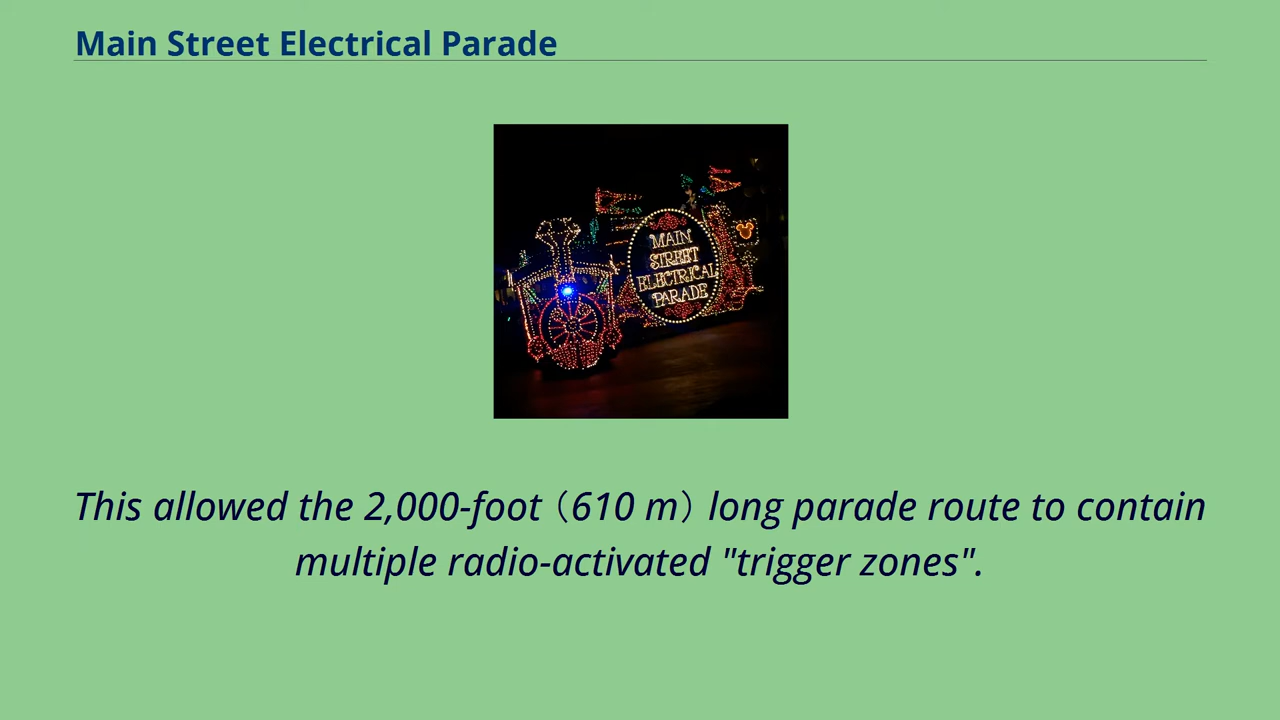 Main Street Electrical Parade
MAIN
STREET
ELECTRICAL
PARADE
This allowed the 2,000-foot（610 m）long parade route to contain
multiple radio-activated "trigger zones".